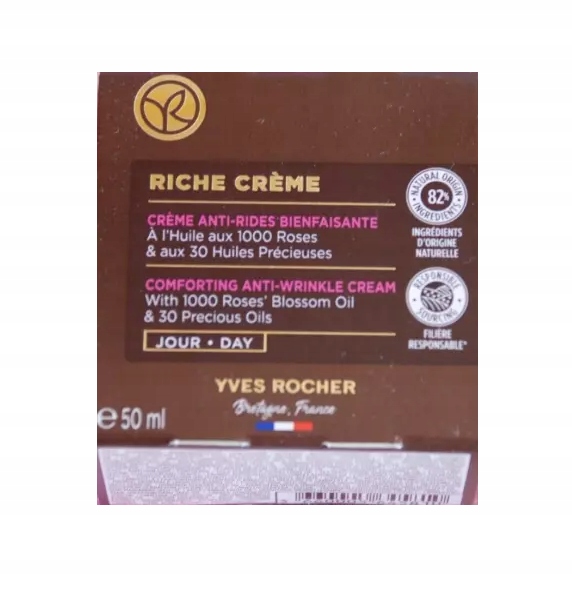 RICHE CRÈME
CRÈME ANTI-RIDES BIENFAISANTE
À l'Huile aux 1000 Roses
& aux 30 Huiles Précieuses
COMFORTING ANTI-WRINKLE CREAM
With 1000 Roses' Blossom Oil
& 30 Precious Oils
JOUR • DAY
NATURAL ORIGIN
82%
INGREDIENTS
INGRÉDIENTS
D'ORIGINE
NATURELLE
RESPONSIBLE
SOURCING
FILIÈRE
RESPONSABLE*
YVES ROCHER
Bretagne, France
e 50 ml